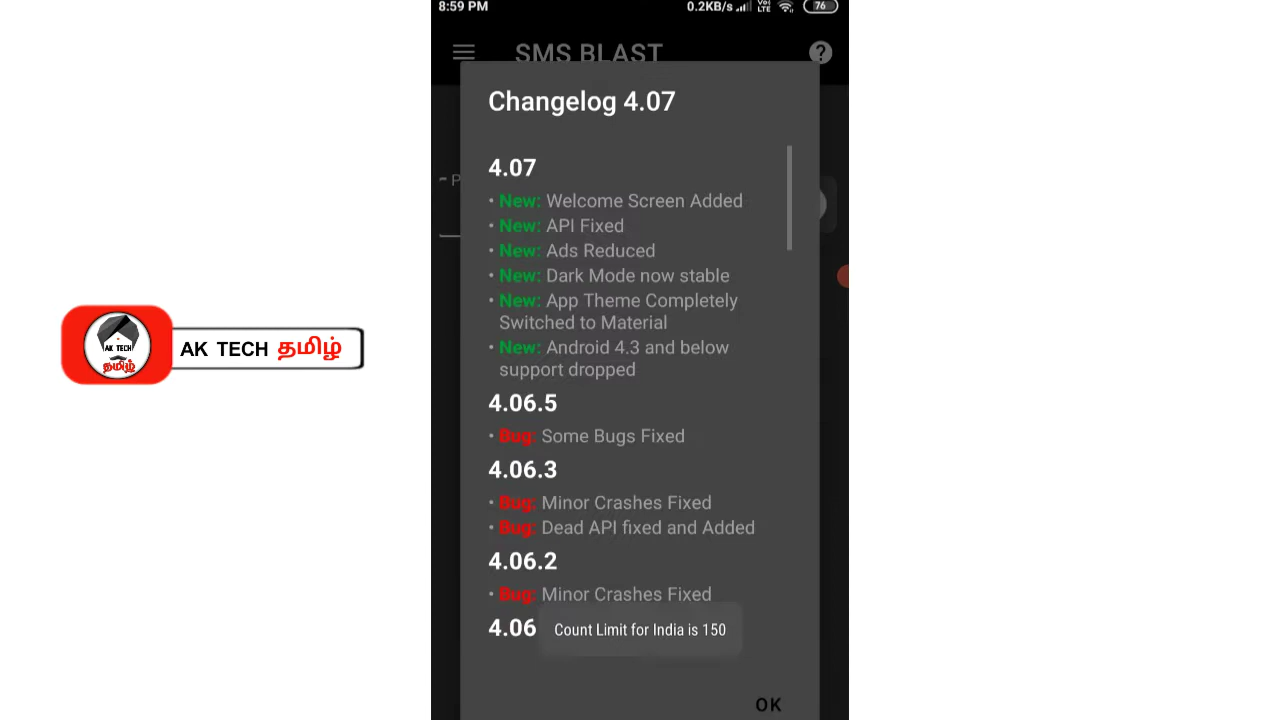 8:59 PM
0.2KB/s
Vo
LTE
76
SMS BLAST
Changelog 4.07
4.07
• New: Welcome Screen Added
• New: API Fixed
• New: Ads Reduced
• New: Dark Mode now stable
• New: App Theme Completely
Switched to Material
• New: Android 4.3 and below
support dropped
4.06.5
• Bug: Some Bugs Fixed
4.06.3
• Bug: Minor Crashes Fixed
• Bug: Dead API fixed and Added
4.06.2
• Bug: Minor Crashes Fixed
4.06
Count Limit for India is 150
OK
AK TECH
தமிழ்
AK TECH தமிழ்